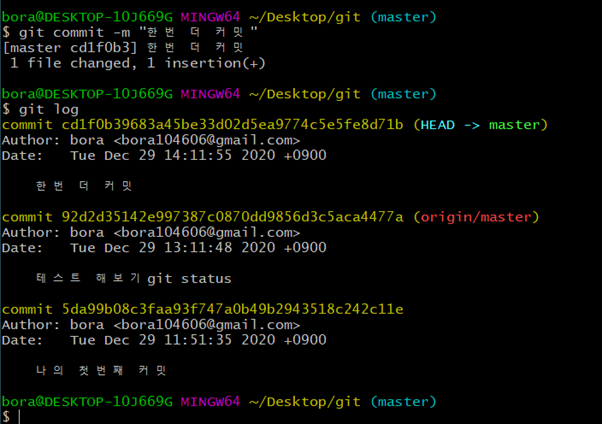 bora@DESKTOP-1OJ669G MINGW64 ~/Desktop/git (master)
$ git commit -m "한번 더 커밋"
[master cd1f0b3] 한번 더 커밋
1 file changed, 1 insertion(+)
bora@DESKTOP-1OJ669G MINGW64 ~/Desktop/git (master)
$ git log
commit cd1f0b39683a45be33d02d5ea9774c5e5fe8d71b (HEAD -> master)
Author: bora <bora104606@gmail.com>
Date:   Tue Dec 29 14:11:55 2020 +0900
한번 더 커밋
commit 92d2d35142e997387c0870dd9856d3c5aca4477a (origin/master)
Author: bora <bora104606@gmail.com>
Date:   Tue Dec 29 13:11:48 2020 +0900
테스트 해보기 git status
commit 5da99b08c3faa93f747a0b49b2943518c242c11e
Author: bora <bora104606@gmail.com>
Date:   Tue Dec 29 11:51:35 2020 +0900
나의 첫번째 커밋
bora@DESKTOP-1OJ669G MINGW64 ~/Desktop/git (master)
$